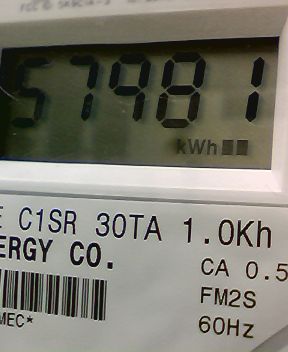 57981
kWh
E C1SR 30TA 1.0Kh
ERGY CO.
CA 0.5
FM2S
MEC*
60Hz